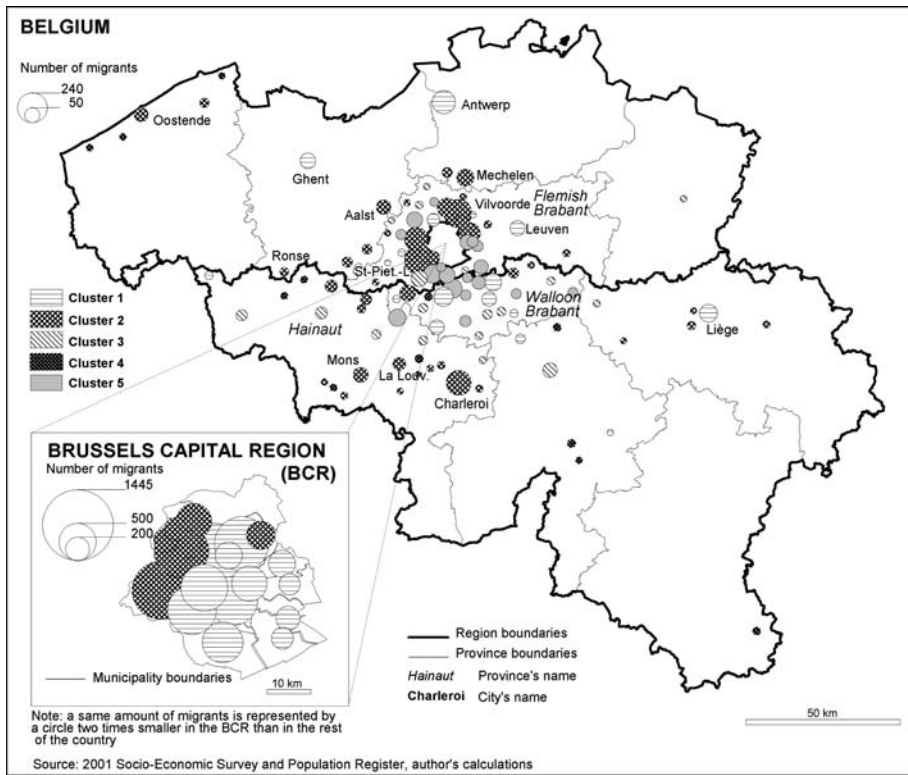 BELGIUM
Number of migrants
240
50
Oostende
Antwerp
Ghent
Mechelen
Aalst
Vilvoorde
Flemish
Brabant
Leuven
Ronse
St-Piet.-L
Walloon
Brabant
Cluster 1
Cluster 2
Cluster 3
Cluster 4
Cluster 5
Hainaut
Liège
Mons
La Louv.
Charleroi
BRUSSELS CAPITAL REGION
(BCR)
Number of migrants
1445
500
200
Municipality boundaries
10 km
Region boundaries
Province boundaries
Hainaut Province's name
Charleroi City's name
50 km
Note: a same amount of migrants is represented by
a circle two times smaller in the BCR than in the rest
of the country
Source: 2001 Socio-Economic Survey and Population Register, author's calculations